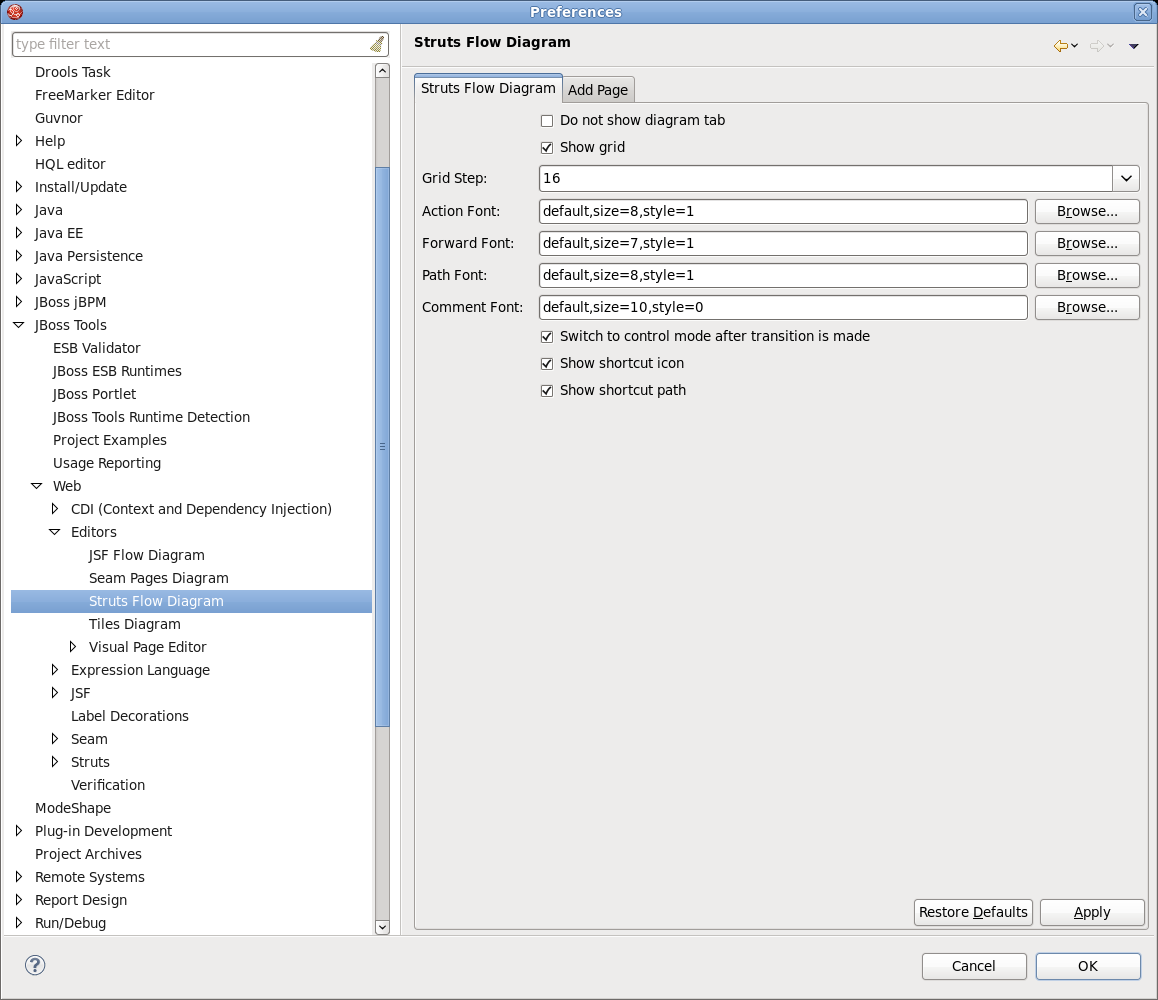 Preferences
type filter text
Drools Task
FreeMarker Editor
Guvnor
Help
HQL editor
Install/Update
Java
Java EE
Java Persistence
JavaScript
JBoss jBPM
JBoss Tools
ESB Validator
JBoss ESB Runtimes
JBoss Portlet
JBoss Tools Runtime Detection
Project Examples
Usage Reporting
Web
CDI (Context and Dependency Injection)
Editors
JSF Flow Diagram
Seam Pages Diagram
Struts Flow Diagram
Tiles Diagram
Visual Page Editor
Expression Language
JSF
Label Decorations
Seam
Struts
Verification
ModeShape
Plug-in Development
Project Archives
Remote Systems
Report Design
Run/Debug
Struts Flow Diagram
Struts Flow Diagram Add Page
Do not show diagram tab
Show grid
Grid Step: 16
Action Font: default,size=8,style=1 Browse...
Forward Font: default,size=7,style=1 Browse...
Path Font: default,size=8,style=1 Browse...
Comment Font: default,size=10,style=0 Browse...
Switch to control mode after transition is made
Show shortcut icon
Show shortcut path
Restore Defaults Apply
? Cancel OK